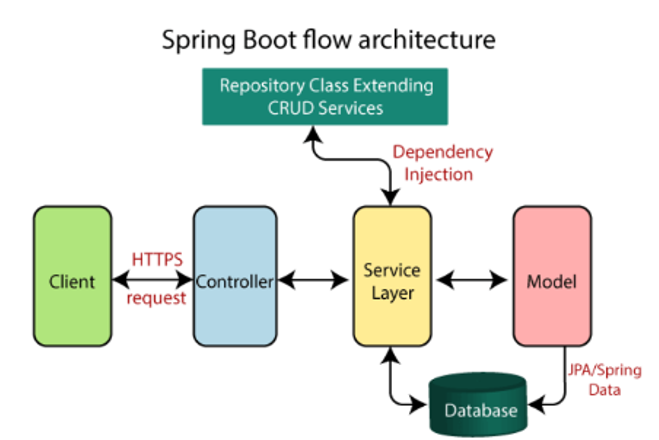 Spring Boot flow architecture
Repository Class Extending
CRUD Services
Dependency
Injection
HTTPS
request
Client
Controller
Service
Layer
Model
JPA/Spring
Data
Database